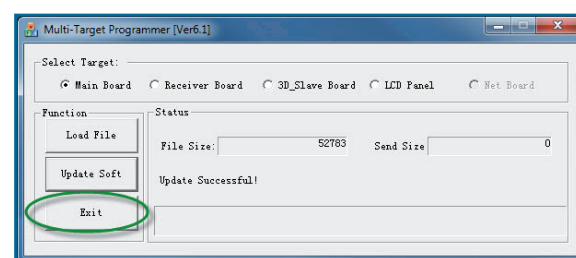 Multi-Target Programmer [Ver6.1]
Select Target:
Main Board Receiver Board 3D_Slave Board LCD Panel Net Board
Function
Status
Load File
File Size: 52783 Send Size 0
Update Soft
Update Successful!
Exit